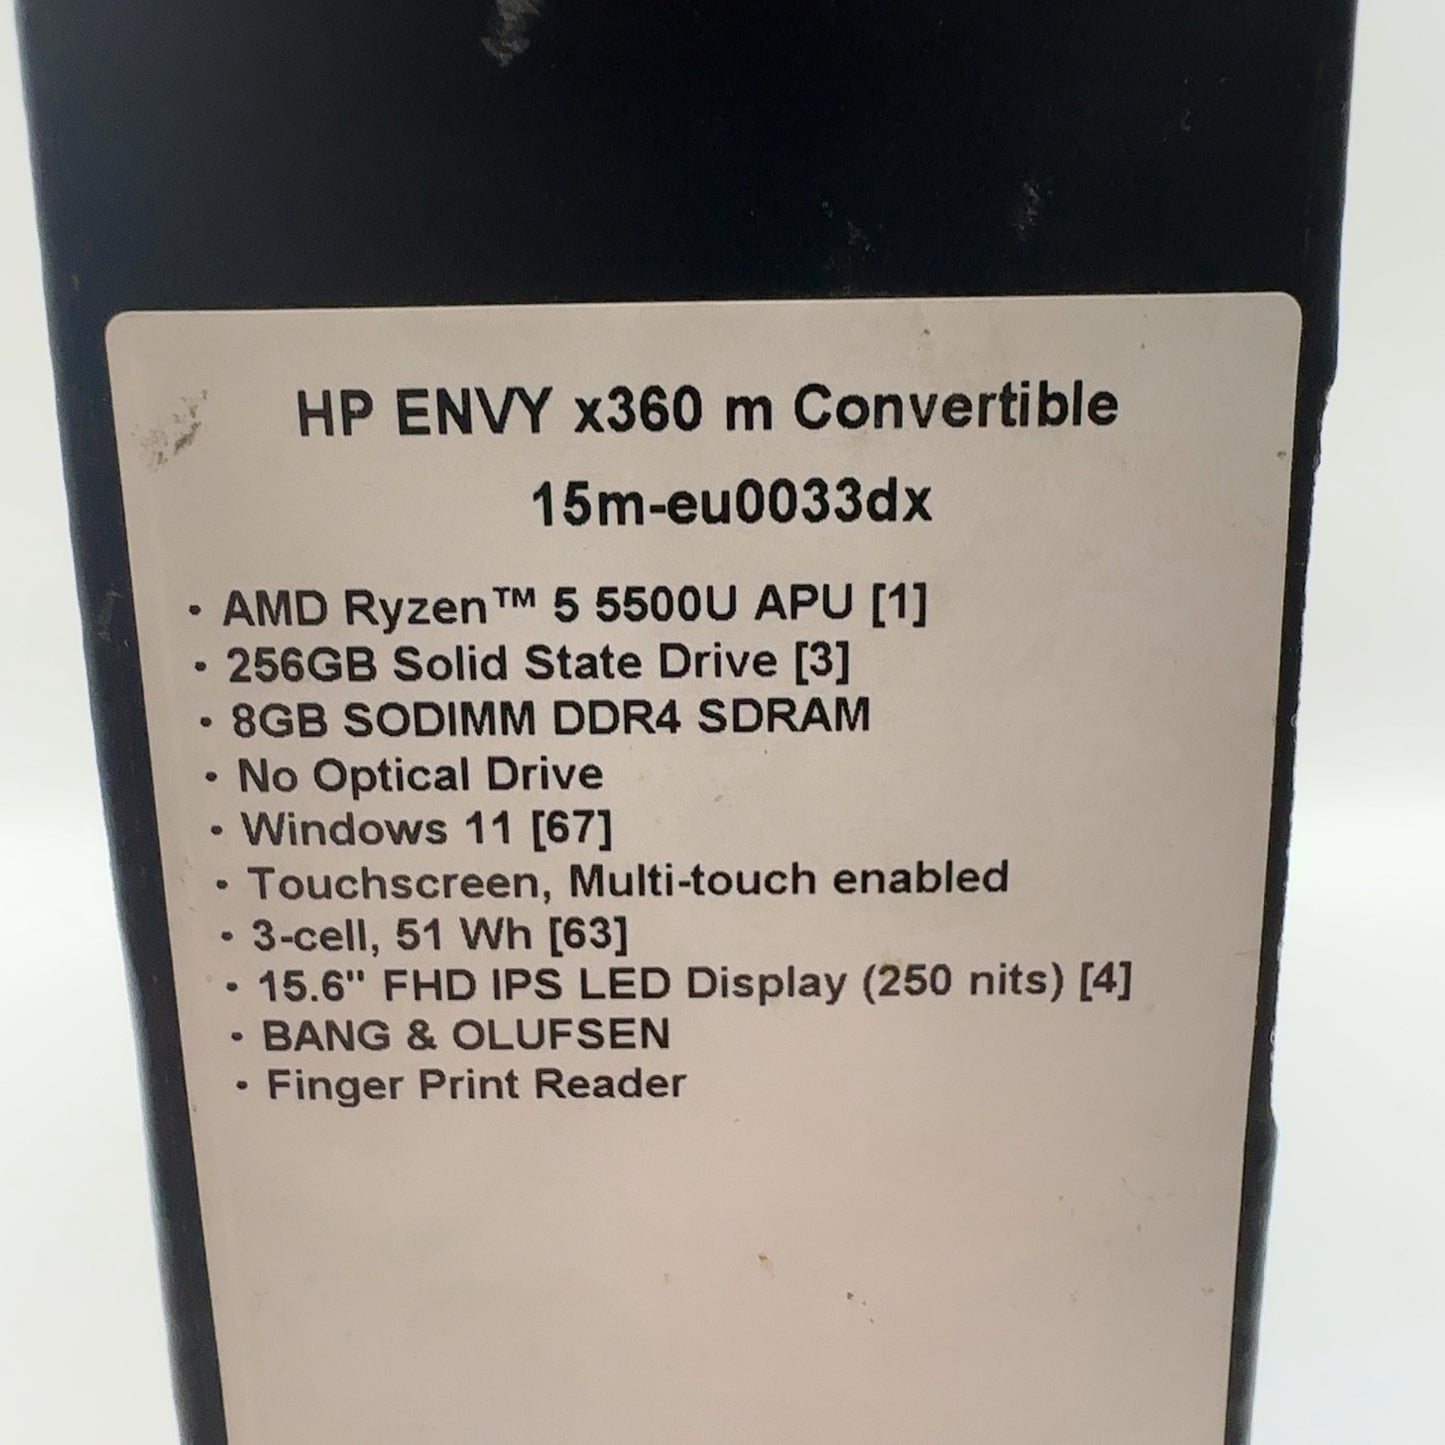 HP ENVY x360 m Convertible
15m-eu0033dx
• AMD Ryzen™ 5 5500U APU [1]
• 256GB Solid State Drive [3]
• 8GB SODIMM DDR4 SDRAM
• No Optical Drive
• Windows 11 [67]
• Touchscreen, Multi-touch enabled
• 3-cell, 51 Wh [63]
• 15.6" FHD IPS LED Display (250 nits) [4]
• BANG & OLUFSEN
• Finger Print Reader